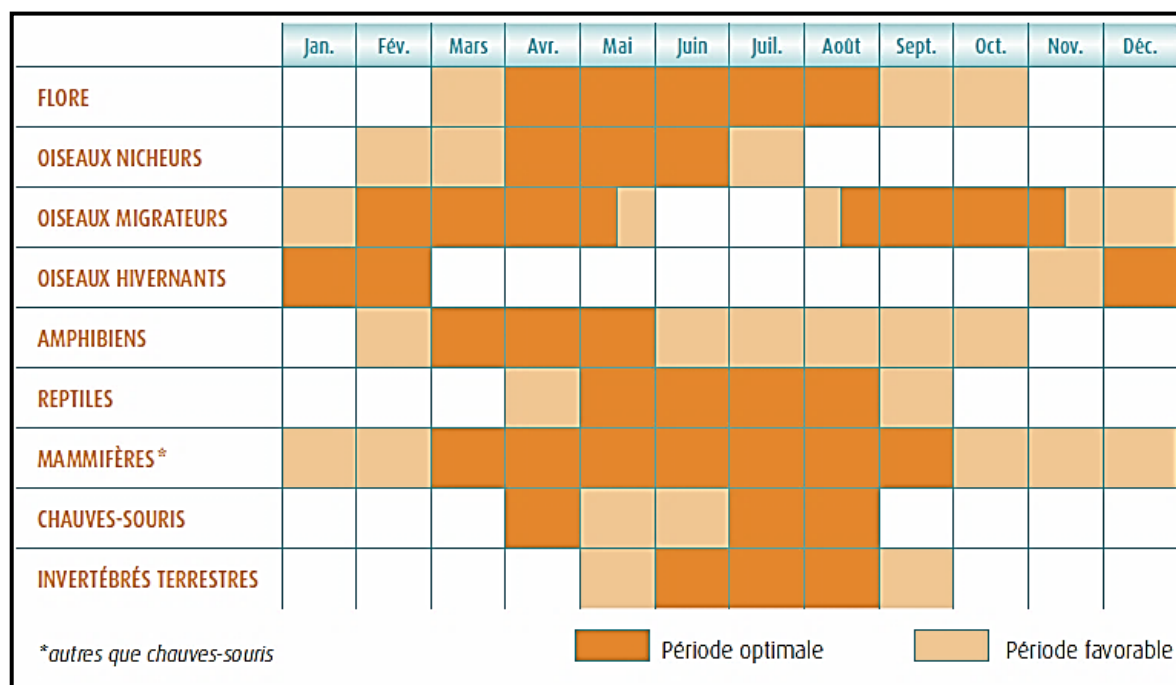 Jan. Fév. Mars Avr. Mai Juin Juil. Août Sept. Oct. Nov. Déc.
FLORE
OISEAUX NICHEURS
OISEAUX MIGRATEURS
OISEAUX HIVERNANTS
AMPHIBIENS
REPTILES
MAMMIFÈRES*
CHAUVES-SOURIS
INVERTÉBRÉS TERRESTRES
*autres que chauves-souris Période optimale Période favorable